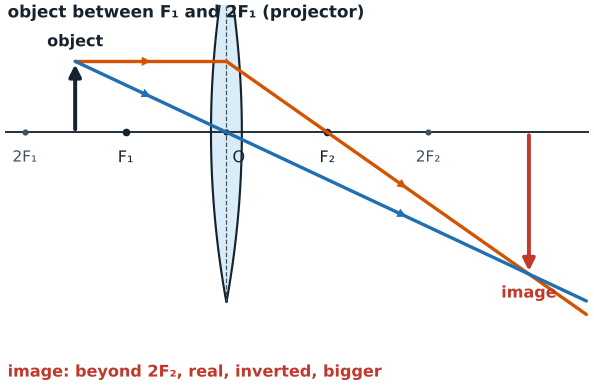 object between F₁ and 2F₁ (projector)
object
2F₁ F₁ O F₂ 2F₂
image
image: beyond 2F₂, real, inverted, bigger